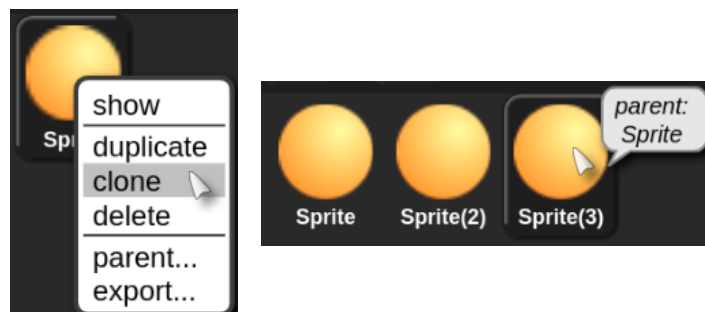 Spr
show
duplicate
clone
delete
parent...
export...
parent:
Sprite
Sprite
Sprite(2)
Sprite(3)